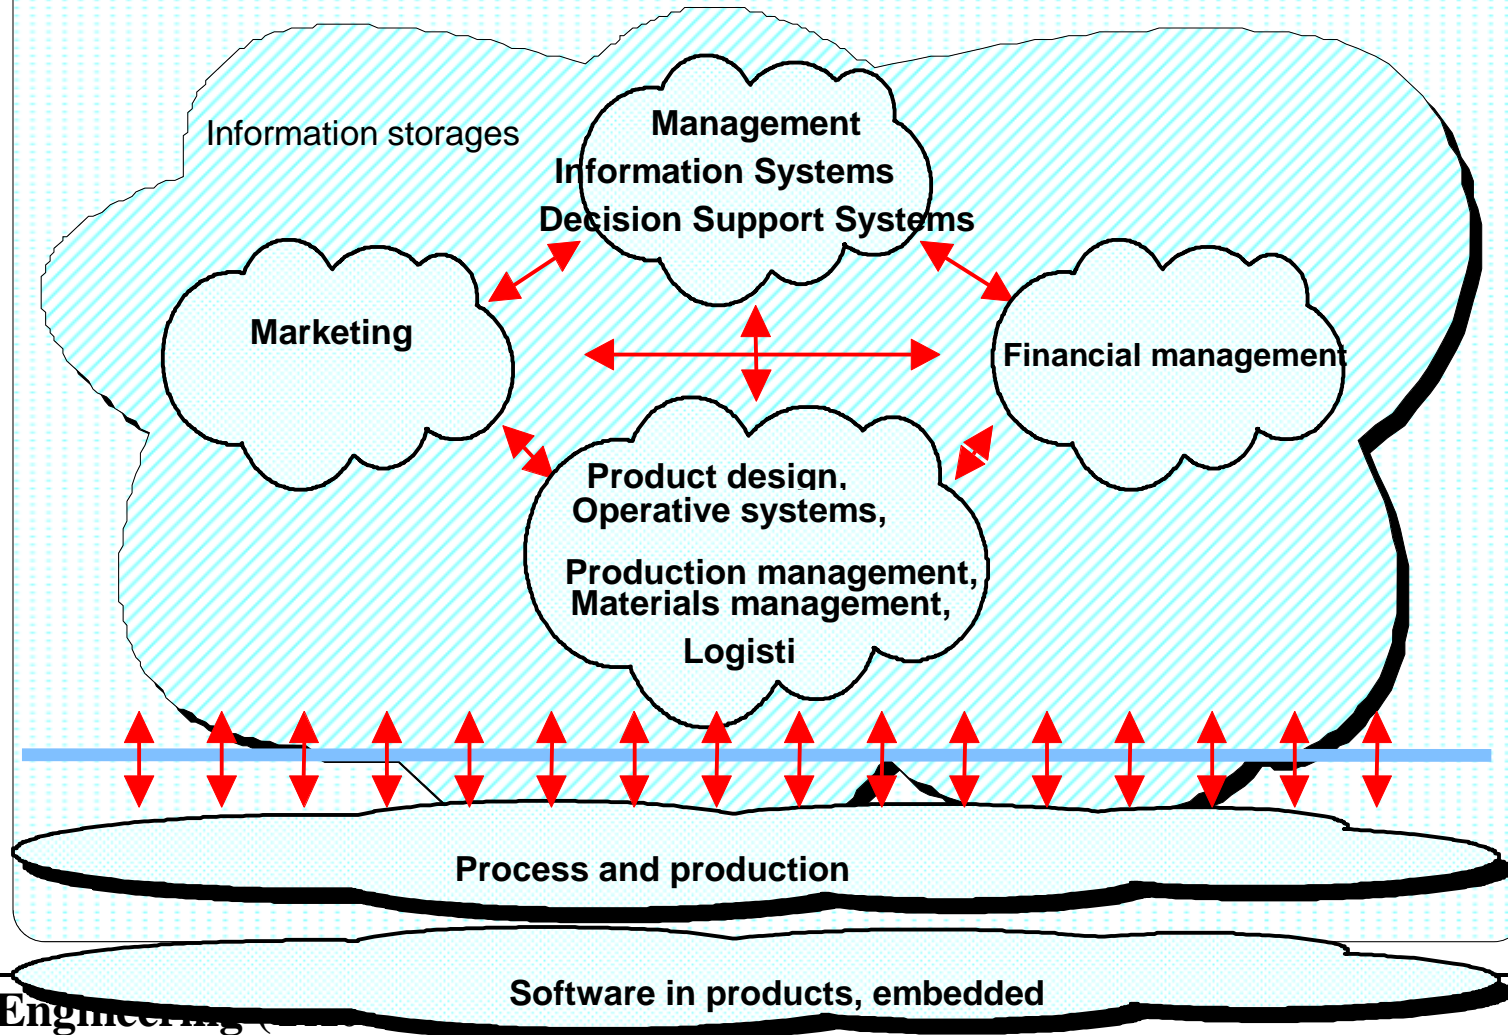 Information storages
Management
Information Systems
Decision Support Systems
Marketing
Financial management
Product design,
Operative systems,
Production management,
Materials management,
Logisti
Process and production
Software in products, embedded
Engineering (